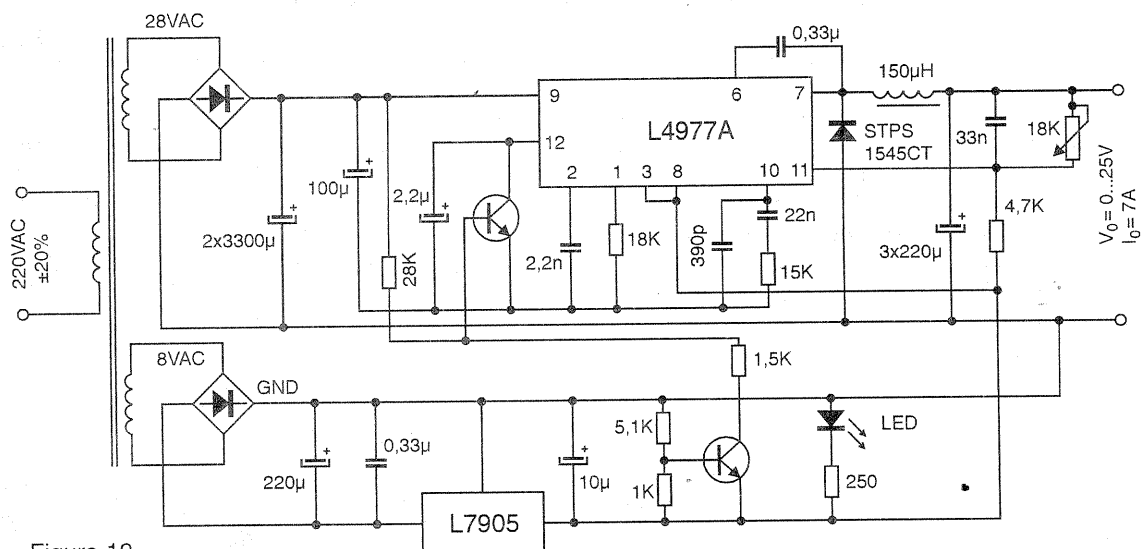 28VAC
0,33µ
150µH
9
6
7
L4977A
STPS
1545CT
33n
18K
12
2
1
3
8
10
11
100µ
2,2µ
+
+
+
22n
4,7K
220VAC
±20%
2x3300µ
28K
2,2n
18K
390p
15K
3x220µ
+
V₀= 0...25V
I₀= 7A
8VAC
GND
1,5K
5,1K
LED
220µ
+
0,33µ
10µ
+
1K
250
L7905